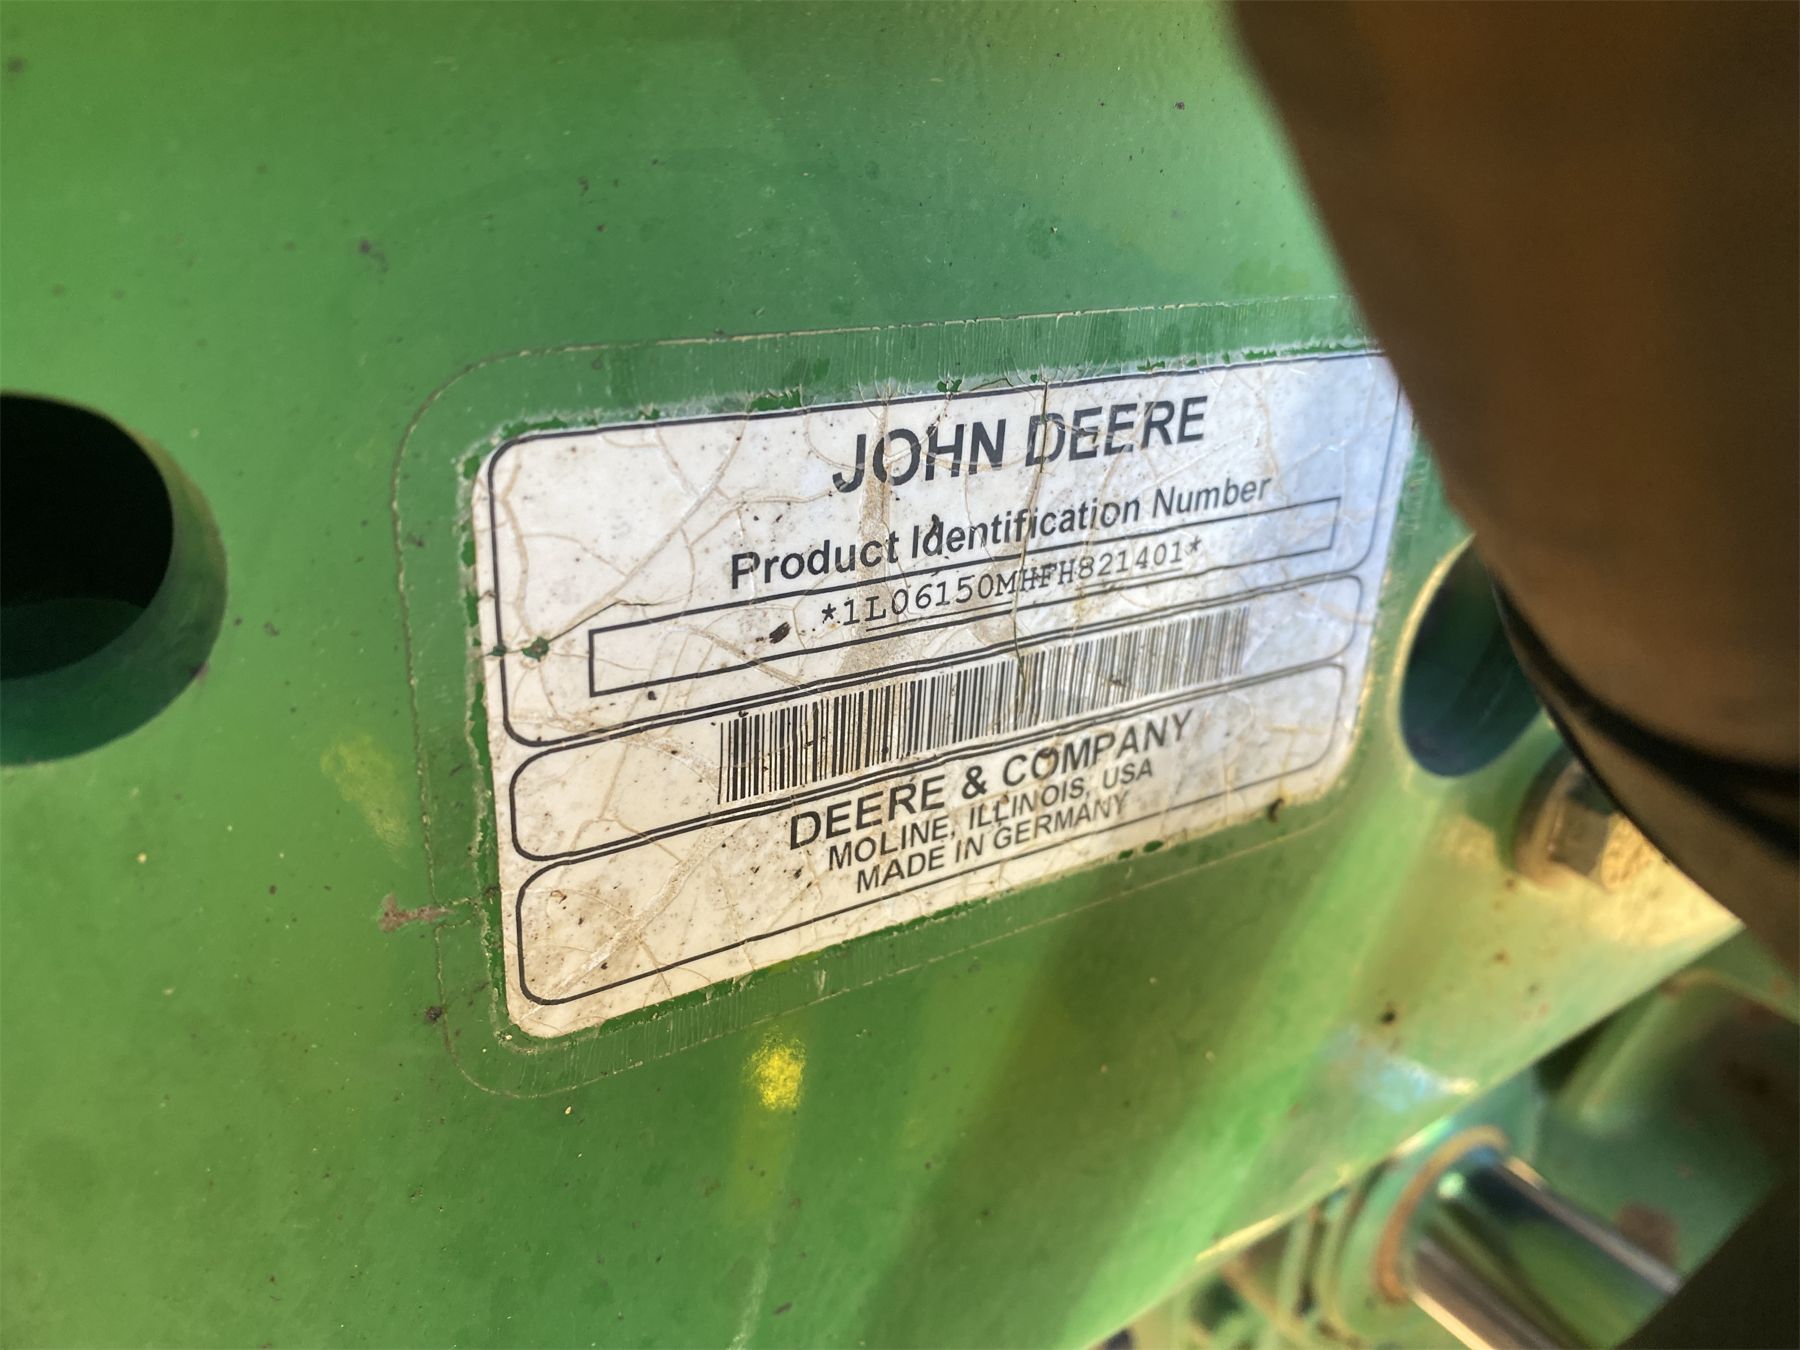 JOHN DEERE
Product Identification Number
*1L06150MHFH821401*
DEERE & COMPANY
MOLINE, ILLINOIS, USA
MADE IN GERMANY